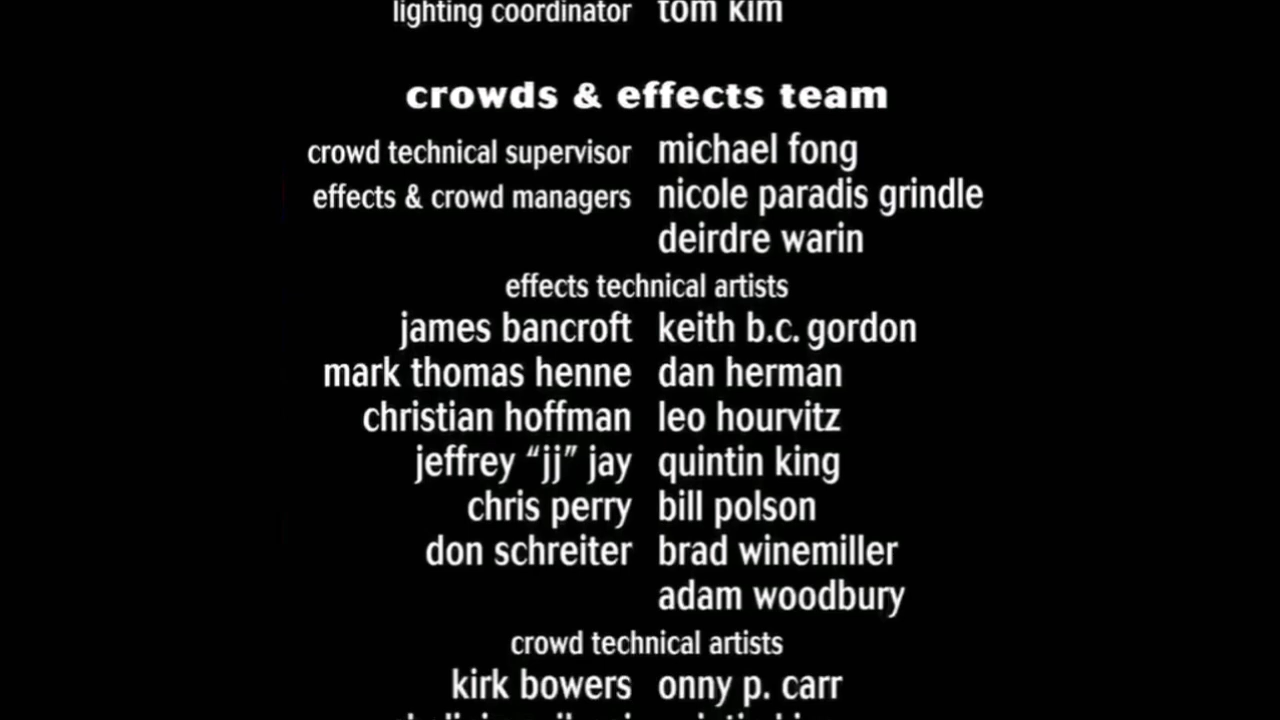 lighting coordinator tom kim
crowds & effects team
crowd technical supervisor michael fong
effects & crowd managers nicole paradis grindle
deirdre warin
effects technical artists
james bancroft keith b.c. gordon
mark thomas henne dan herman
christian hoffman leo hourvitz
jeffrey “jj” jay quintin king
chris perry bill polson
don schreiter brad winemiller
adam woodbury
crowd technical artists
kirk bowers onny p. carr